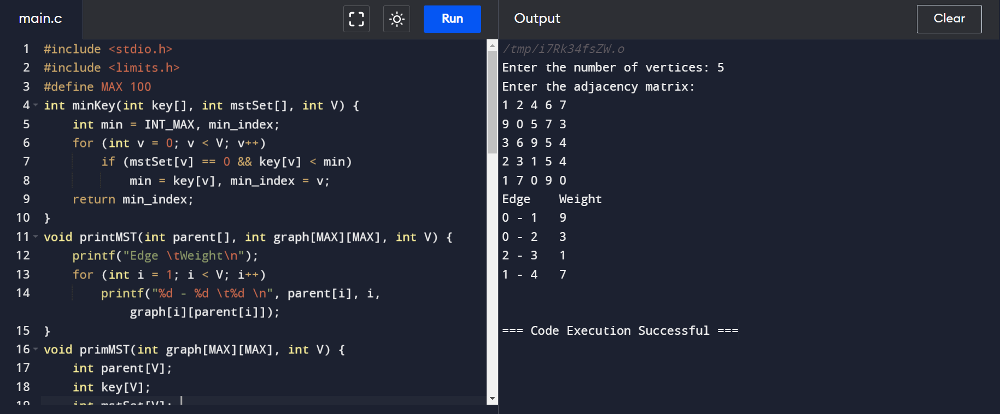 main.c
Run
1 #include <stdio.h>
2 #include <limits.h>
3 #define MAX 100
4 int minKey(int key[], int mstSet[], int V) {
5 int min = INT_MAX, min_index;
6 for (int v = 0; v < V; v++)
7 if (mstSet[v] == 0 && key[v] < min)
8 min = key[v], min_index = v;
9 return min_index;
10 }
11 void printMST(int parent[], int graph[MAX][MAX], int V) {
12 printf("Edge \tWeight\n");
13 for (int i = 1; i < V; i++)
14 printf("%d - %d \t%d \n", parent[i], i,
graph[i][parent[i]]);
15 }
16 void primMST(int graph[MAX][MAX], int V) {
17 int parent[V];
18 int key[V];
19 int mstSet[V];
Output
Clear
/tmp/i7Rk34fsZW.o
Enter the number of vertices: 5
Enter the adjacency matrix:
1 2 4 6 7
9 0 5 7 3
3 6 9 5 4
2 3 1 5 4
1 7 0 9 0
Edge Weight
0 - 1 9
0 - 2 3
2 - 3 1
1 - 4 7
=== Code Execution Successful ===